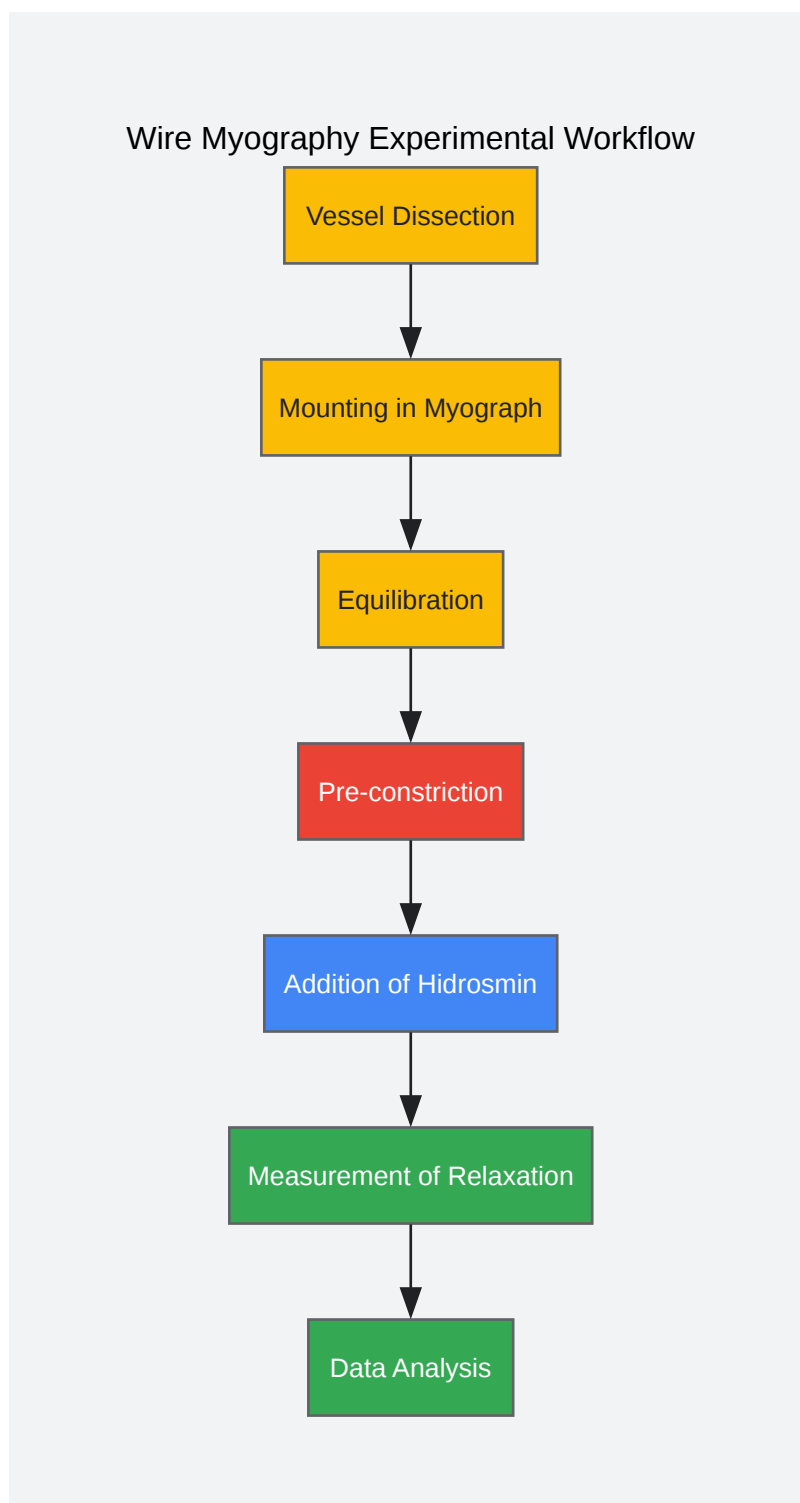 Wire Myography Experimental Workflow
Vessel Dissection
Mounting in Myograph
Equilibration
Pre-constriction
Addition of Hidrosmin
Measurement of Relaxation
Data Analysis